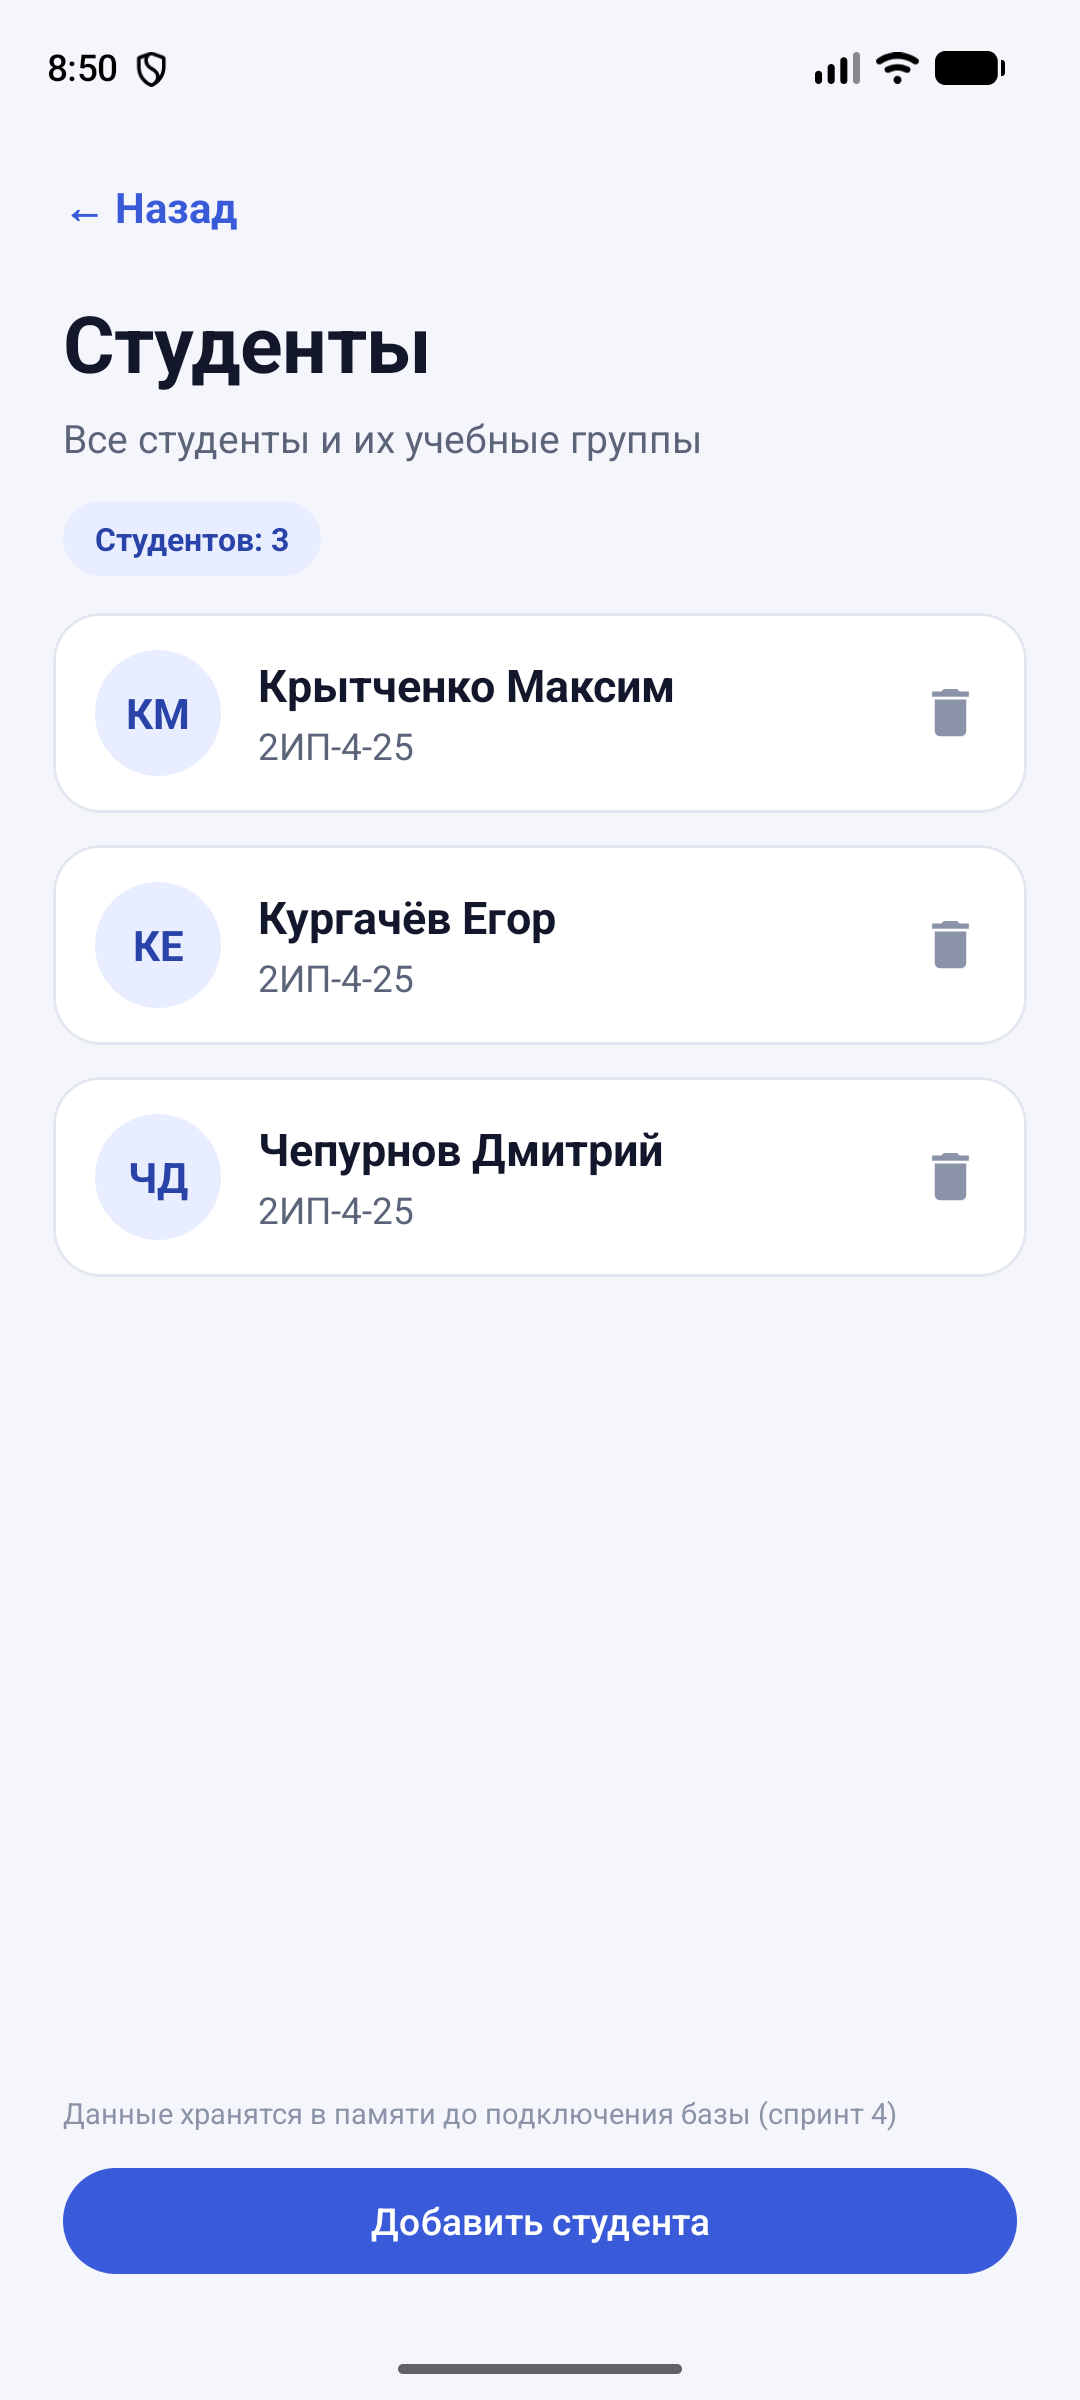 8:50
← Назад
Студенты
Все студенты и их учебные группы
Студентов: 3
КМ
Крытченко Максим
2ИП-4-25
КЕ
Кургачёв Егор
2ИП-4-25
ЧД
Чепурнов Дмитрий
2ИП-4-25
Данные хранятся в памяти до подключения базы (спринт 4)
Добавить студента